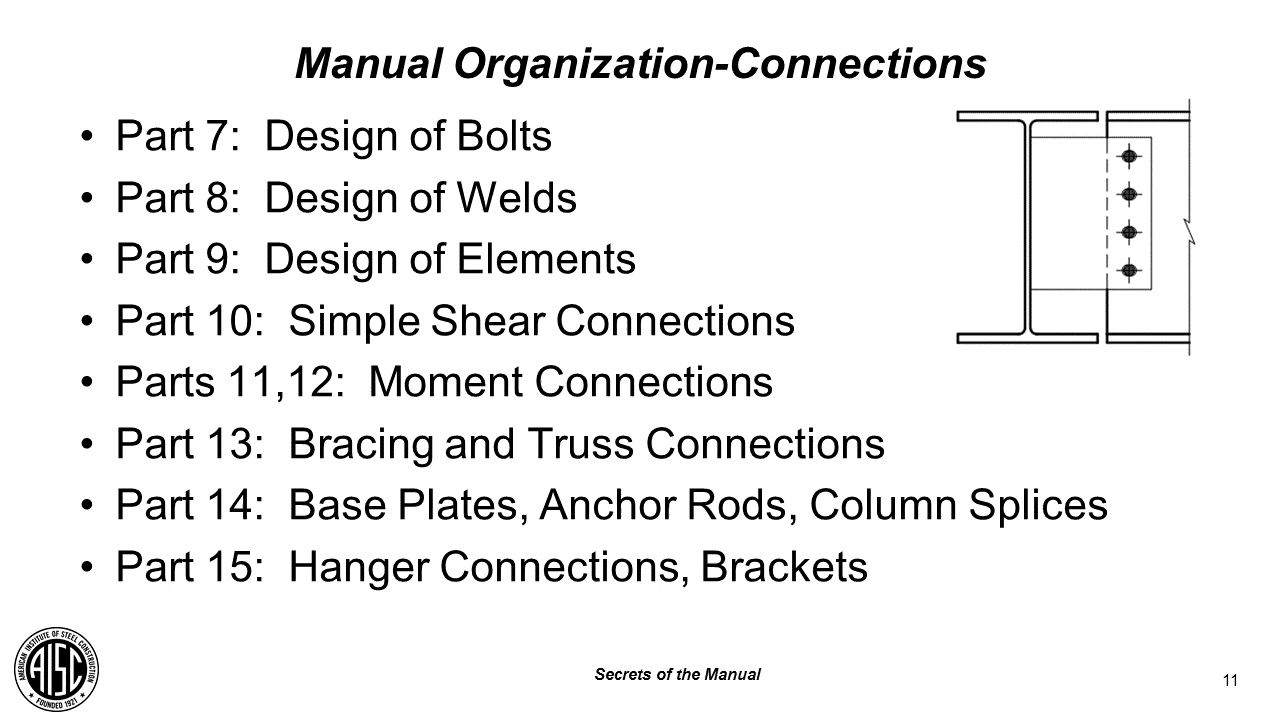 Manual Organization-Connections
• Part 7: Design of Bolts
• Part 8: Design of Welds
• Part 9: Design of Elements
• Part 10: Simple Shear Connections
• Parts 11,12: Moment Connections
• Part 13: Bracing and Truss Connections
• Part 14: Base Plates, Anchor Rods, Column Splices
• Part 15: Hanger Connections, Brackets
AMERICAN INSTITUTE OF STEEL CONSTRUCTION
AISC
FOUNDED 1921
Secrets of the Manual
11